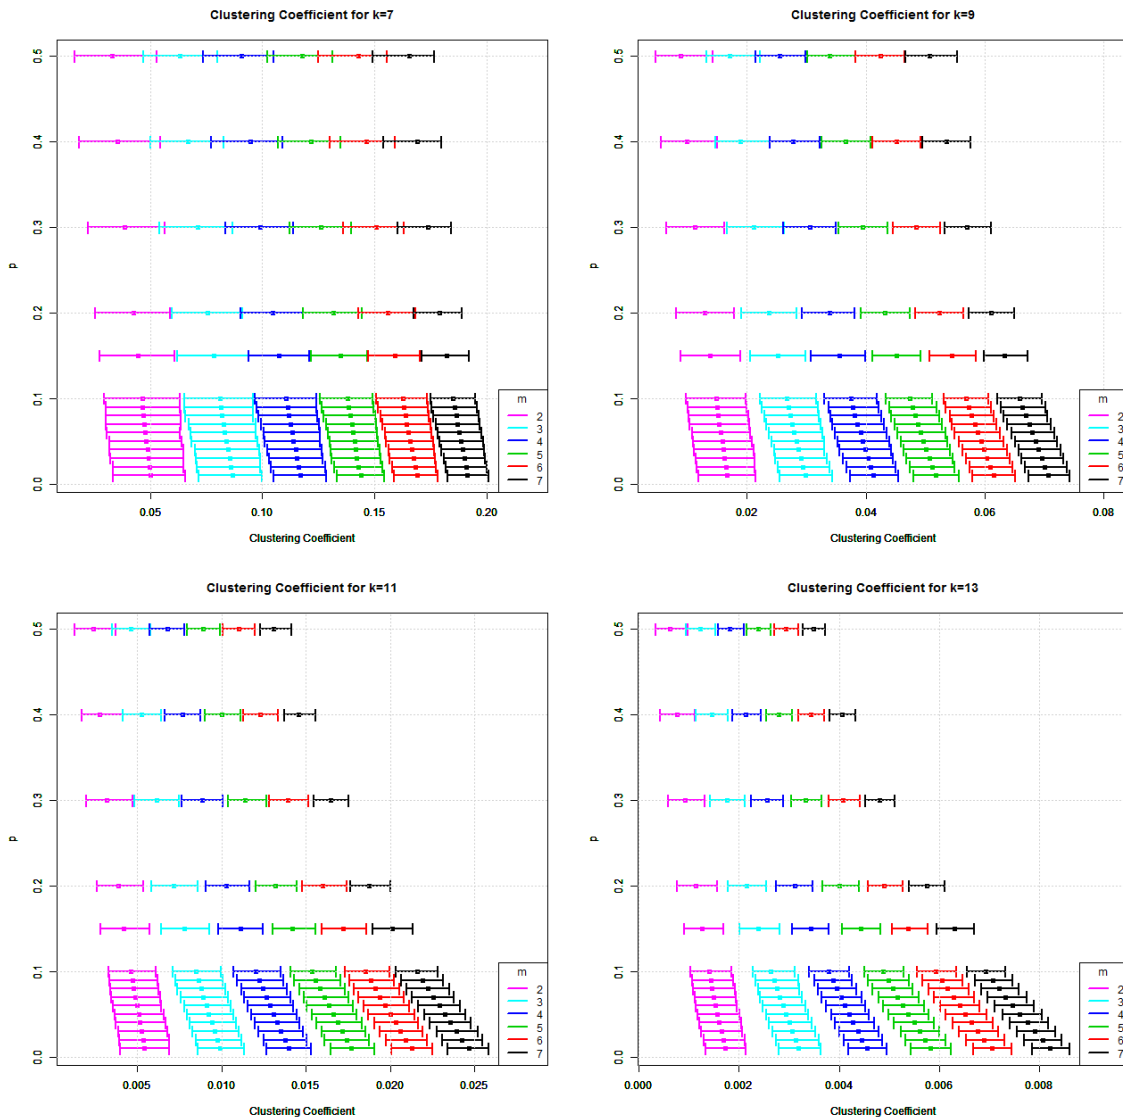 Clustering Coefficient for k=7
p
0.5
0.4
0.3
0.2
0.1
0.0
m
2
3
4
5
6
7
0.05 0.10 0.15 0.20
Clustering Coefficient
Clustering Coefficient for k=9
p
0.5
0.4
0.3
0.2
0.1
0.0
m
2
3
4
5
6
7
0.02 0.04 0.06 0.08
Clustering Coefficient
Clustering Coefficient for k=11
p
0.5
0.4
0.3
0.2
0.1
0.0
m
2
3
4
5
6
7
0.005 0.010 0.015 0.020 0.025
Clustering Coefficient
Clustering Coefficient for k=13
p
0.5
0.4
0.3
0.2
0.1
0.0
m
2
3
4
5
6
7
0.000 0.002 0.004 0.006 0.008
Clustering Coefficient